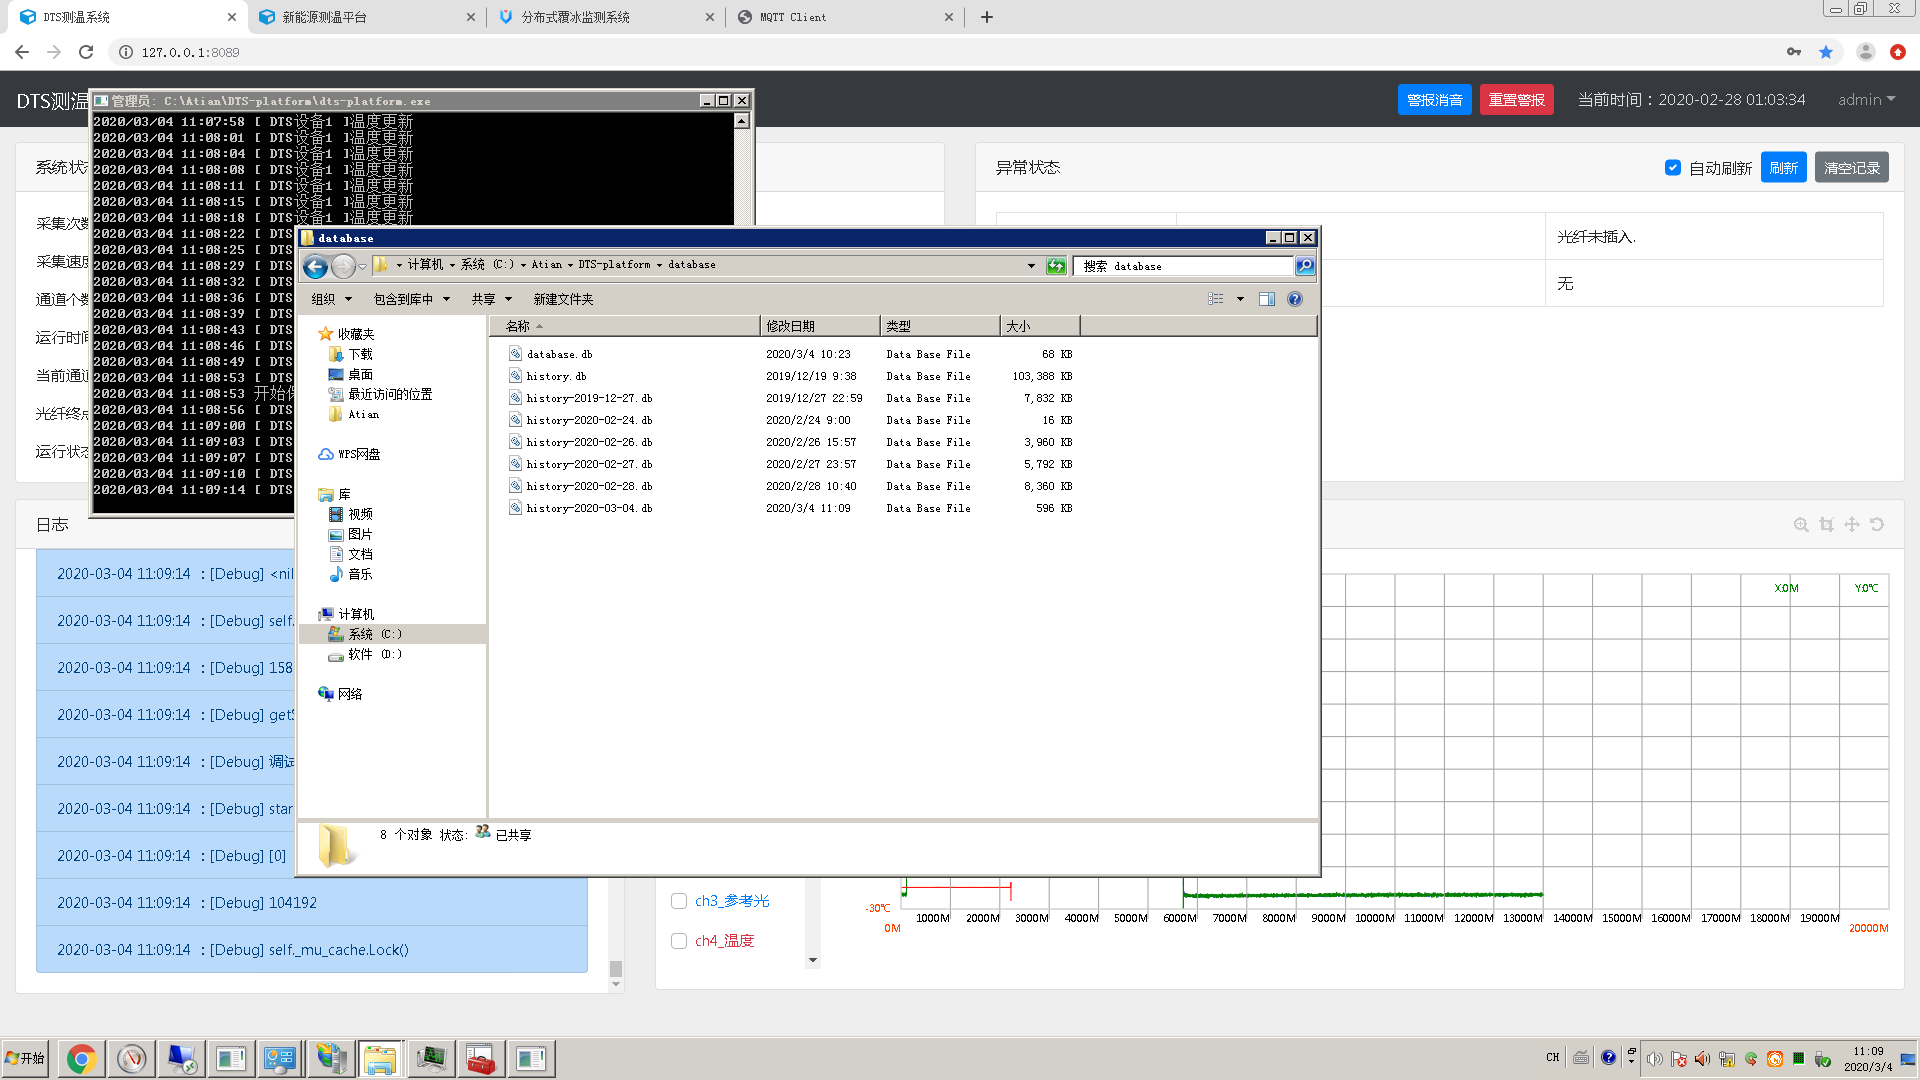 DTS测温系统
新能源测温平台
分布式覆冰监测系统
MQTT Client
127.0.0.1:8089
DTS测温
警报消音
重置警报
当前时间：2020-02-28 01:03:34
admin
管理员: C:\Atian\DTS-platform\dts-platform.exe
2020/03/04 11:07:58 [ DTS设备1 ]温度更新
2020/03/04 11:08:01 [ DTS设备1 ]温度更新
2020/03/04 11:08:04 [ DTS设备1 ]温度更新
2020/03/04 11:08:08 [ DTS设备1 ]温度更新
2020/03/04 11:08:11 [ DTS设备1 ]温度更新
2020/03/04 11:08:15 [ DTS设备1 ]温度更新
2020/03/04 11:08:18 [ DTS设备1 ]温度更新
2020/03/04 11:08:22 [ DTS
2020/03/04 11:08:25 [ DTS
2020/03/04 11:08:29 [ DTS
2020/03/04 11:08:32 [ DTS
2020/03/04 11:08:36 [ DTS
2020/03/04 11:08:39 [ DTS
2020/03/04 11:08:43 [ DTS
2020/03/04 11:08:46 [ DTS
2020/03/04 11:08:49 [ DTS
2020/03/04 11:08:53 [ DTS
2020/03/04 11:08:53 开始保
2020/03/04 11:08:56 [ DTS
2020/03/04 11:09:00 [ DTS
2020/03/04 11:09:03 [ DTS
2020/03/04 11:09:07 [ DTS
2020/03/04 11:09:10 [ DTS
2020/03/04 11:09:14 [ DTS
系统状态
采集次数
采集速度
通道个数
运行时间
当前通道
光纤终点
运行状态
异常状态
自动刷新
刷新
清空记录
光纤未插入.
无
database
计算机
系统 (C:)
Atian
DTS-platform
database
搜索 database
组织
包含到库中
共享
新建文件夹
收藏夹
下载
桌面
最近访问的位置
Atian
WPS网盘
库
视频
图片
文档
音乐
计算机
系统 (C:)
软件 (D:)
网络
名称 修改日期 类型 大小
database.db 2020/3/4 10:23 Data Base File 68 KB
history.db 2019/12/19 9:38 Data Base File 103,388 KB
history-2019-12-27.db 2019/12/27 22:59 Data Base File 7,832 KB
history-2020-02-24.db 2020/2/24 9:00 Data Base File 16 KB
history-2020-02-26.db 2020/2/26 15:57 Data Base File 3,960 KB
history-2020-02-27.db 2020/2/27 23:57 Data Base File 5,792 KB
history-2020-02-28.db 2020/2/28 10:40 Data Base File 8,360 KB
history-2020-03-04.db 2020/3/4 11:09 Data Base File 596 KB
8 个对象 状态: 已共享
日志
2020-03-04 11:09:14 : [Debug] <nil
2020-03-04 11:09:14 : [Debug] self.
2020-03-04 11:09:14 : [Debug] 158
2020-03-04 11:09:14 : [Debug] getS
2020-03-04 11:09:14 : [Debug] 调试
2020-03-04 11:09:14 : [Debug] star
2020-03-04 11:09:14 : [Debug] [0]
2020-03-04 11:09:14 : [Debug] 104192
2020-03-04 11:09:14 : [Debug] self._mu_cache.Lock()
ch3_参考光
ch4_温度
X:0M
Y:0℃
-30℃
0M
1000M 2000M 3000M 4000M 5000M 6000M 7000M 8000M 9000M 10000M 11000M 12000M 13000M 14000M 15000M 16000M 17000M 18000M 19000M
20000M
开始
CH
11:09
2020/3/4